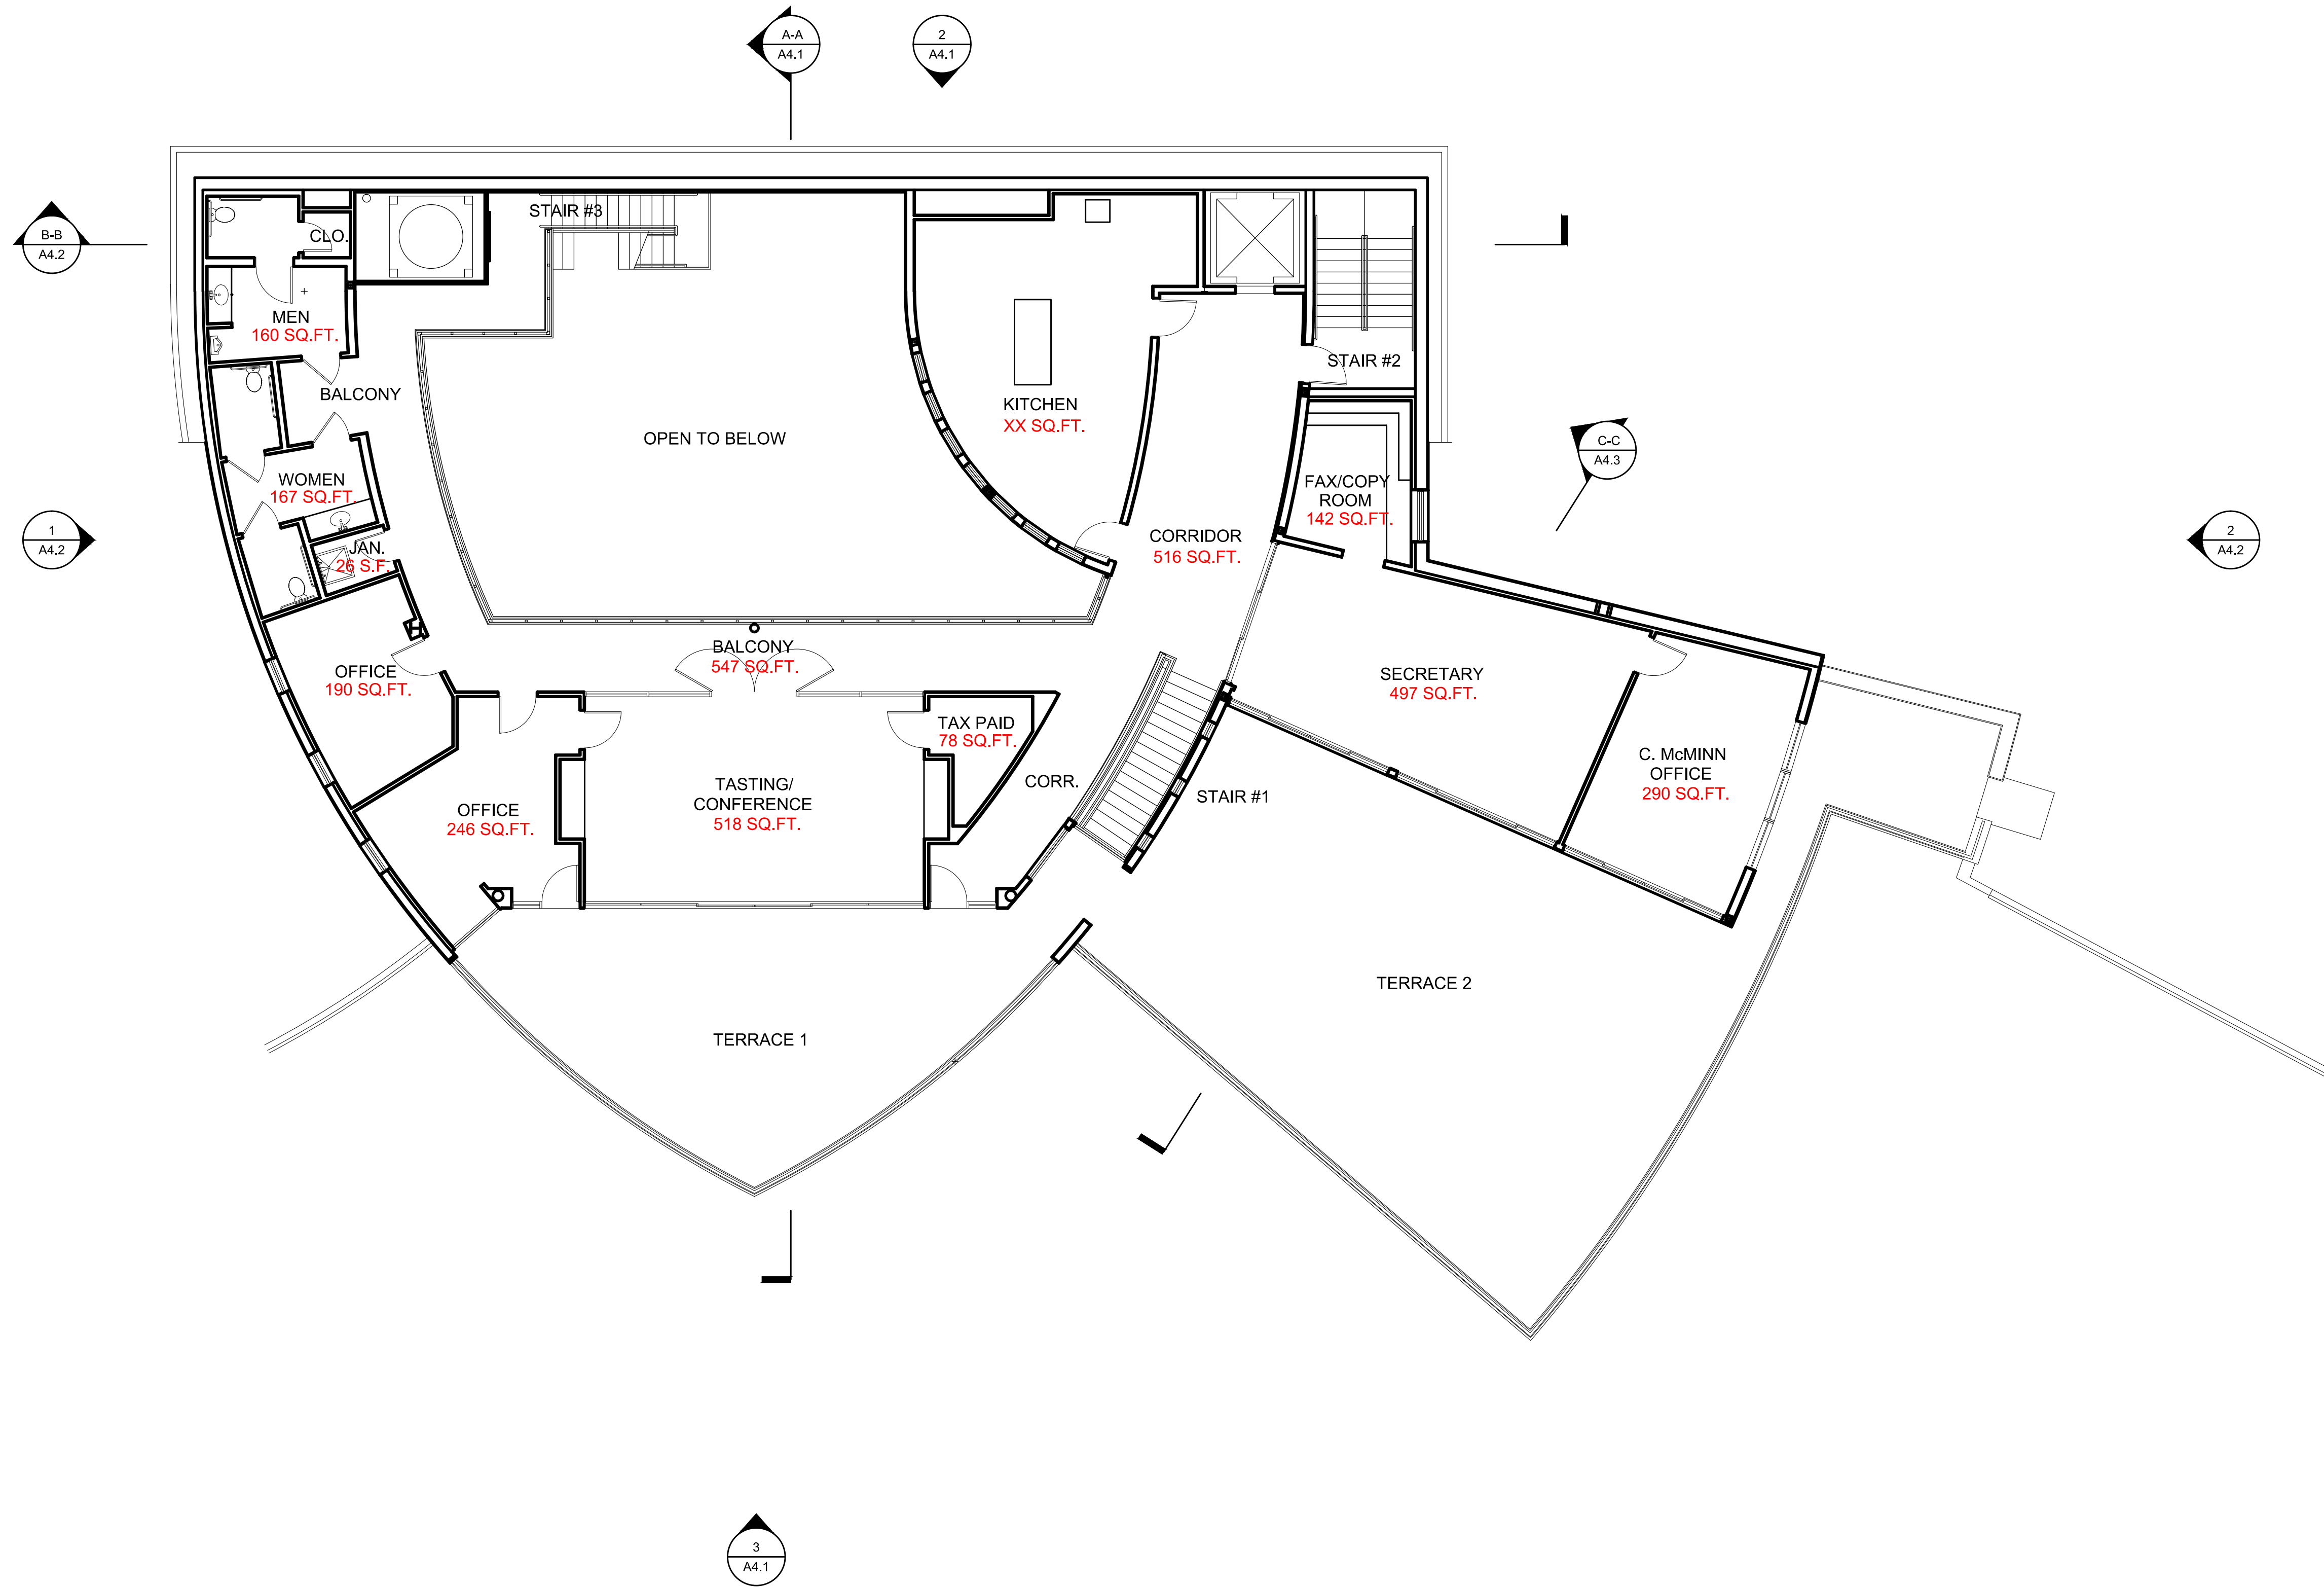 A-A
A4.1
2
A4.1
B-B
A4.2
STAIR #3
CLO.
MEN
160 SQ.FT.
BALCONY
OPEN TO BELOW
KITCHEN
XX SQ.FT.
STAIR #2
C-C
A4.3
WOMEN
167 SQ.FT.
FAX/COPY
ROOM
142 SQ.FT.
1
A4.2
JAN.
26 S.F.
CORRIDOR
516 SQ.FT.
2
A4.2
OFFICE
190 SQ.FT.
BALCONY
547 SQ.FT.
SECRETARY
497 SQ.FT.
TAX PAID
78 SQ.FT.
C. McMINN
OFFICE
290 SQ.FT.
OFFICE
246 SQ.FT.
TASTING/
CONFERENCE
518 SQ.FT.
CORR.
STAIR #1
TERRACE 1
TERRACE 2
3
A4.1